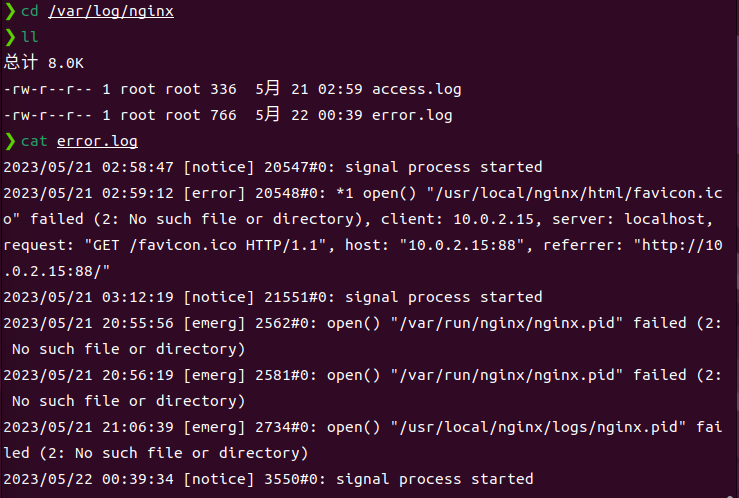 ❯ cd /var/log/nginx
❯ ll
总计 8.0K
-rw-r--r-- 1 root root 336  5月 21 02:59 access.log
-rw-r--r-- 1 root root 766  5月 22 00:39 error.log
❯ cat error.log
2023/05/21 02:58:47 [notice] 20547#0: signal process started
2023/05/21 02:59:12 [error] 20548#0: *1 open() "/usr/local/nginx/html/favicon.ic
o" failed (2: No such file or directory), client: 10.0.2.15, server: localhost,
request: "GET /favicon.ico HTTP/1.1", host: "10.0.2.15:88", referrer: "http://10
.0.2.15:88/"
2023/05/21 03:12:19 [notice] 21551#0: signal process started
2023/05/21 20:55:56 [emerg] 2562#0: open() "/var/run/nginx/nginx.pid" failed (2:
 No such file or directory)
2023/05/21 20:56:19 [emerg] 2581#0: open() "/var/run/nginx/nginx.pid" failed (2:
 No such file or directory)
2023/05/21 21:06:39 [emerg] 2734#0: open() "/usr/local/nginx/logs/nginx.pid" fai
led (2: No such file or directory)
2023/05/22 00:39:34 [notice] 3550#0: signal process started